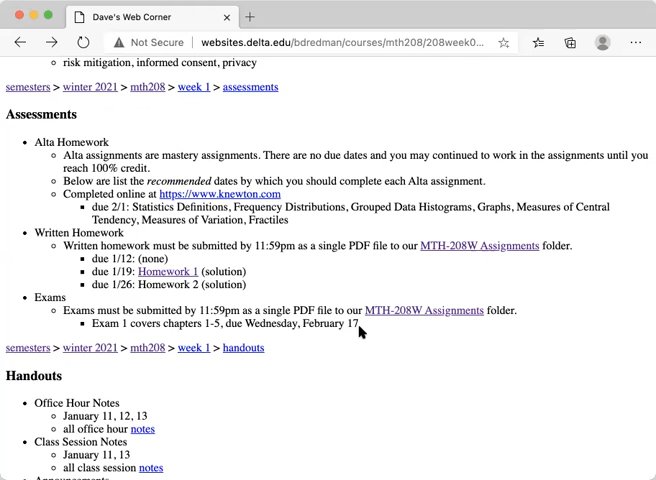 Dave's Web Corner
Not Secure
websites.delta.edu/bdredman/courses/mth208/208week0...
risk mitigation, informed consent, privacy
semesters > winter 2021 > mth208 > week 1 > assessments
Assessments
Alta Homework
Alta assignments are mastery assignments. There are no due dates and you may continued to work in the assignments until you
reach 100% credit.
Below are list the recommended dates by which you should complete each Alta assignment.
Completed online at https://www.knewton.com
due 2/1: Statistics Definitions, Frequency Distributions, Grouped Data Histograms, Graphs, Measures of Central
Tendency, Measures of Variation, Fractiles
Written Homework
Written homework must be submitted by 11:59pm as a single PDF file to our MTH-208W Assignments folder.
due 1/12: (none)
due 1/19: Homework 1 (solution)
due 1/26: Homework 2 (solution)
Exams
Exams must be submitted by 11:59pm as a single PDF file to our MTH-208W Assignments folder.
Exam 1 covers chapters 1-5, due Wednesday, February 17
semesters > winter 2021 > mth208 > week 1 > handouts
Handouts
Office Hour Notes
January 11, 12, 13
all office hour notes
Class Session Notes
January 11, 13
all class session notes